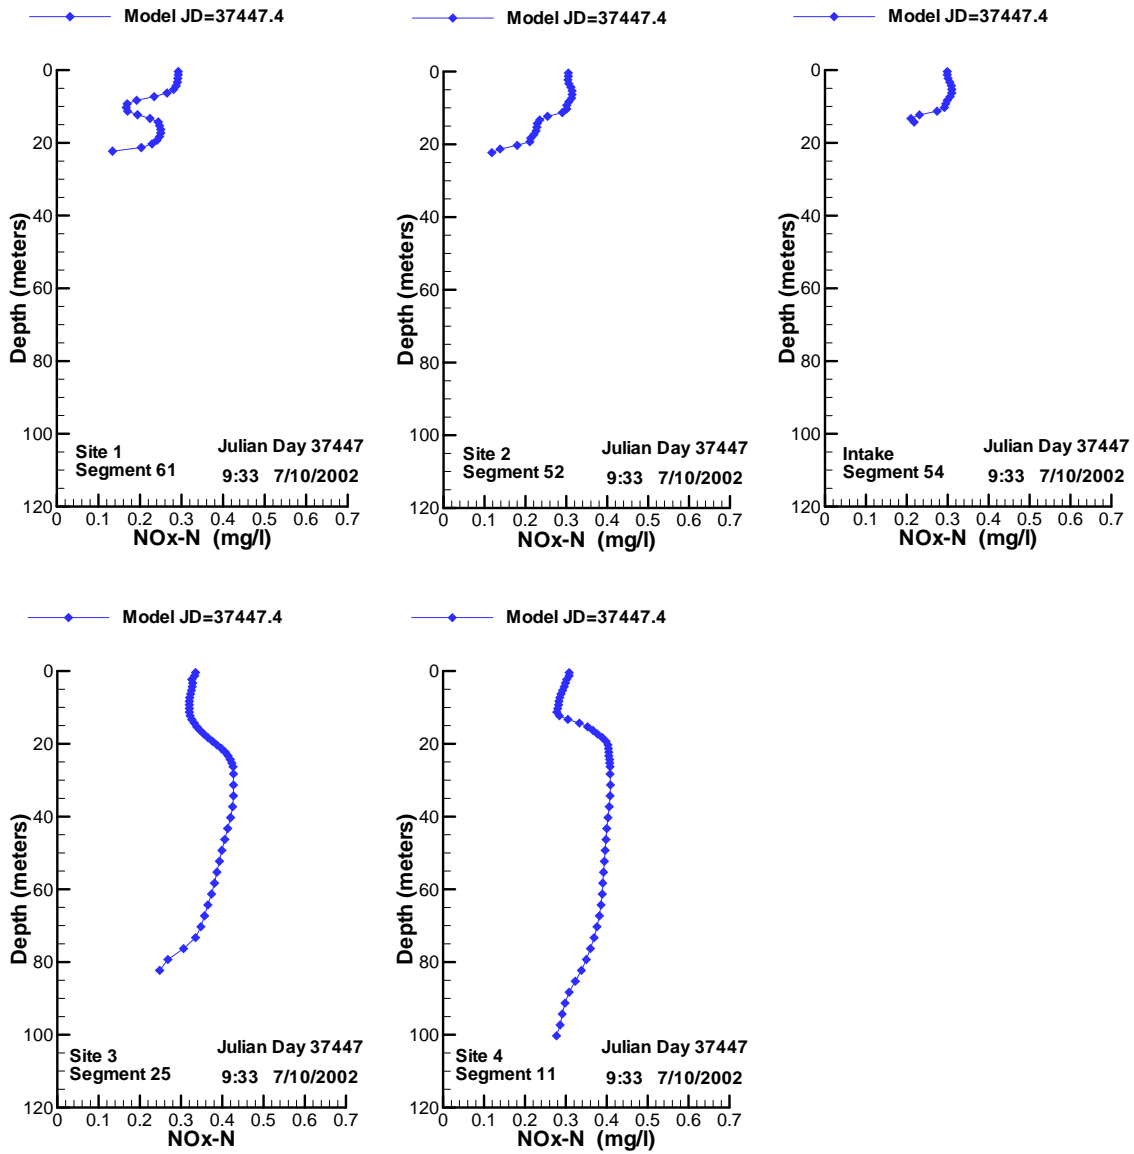 Model JD=37447.4
0
20
40
60
80
100
120
Depth (meters)
Site 1
Segment 61
Julian Day 37447
9:33 7/10/2002
0 0.1 0.2 0.3 0.4 0.5 0.6 0.7
NOx-N (mg/l)
Model JD=37447.4
0
20
40
60
80
100
120
Depth (meters)
Site 2
Segment 52
Julian Day 37447
9:33 7/10/2002
0 0.1 0.2 0.3 0.4 0.5 0.6 0.7
NOx-N (mg/l)
Model JD=37447.4
0
20
40
60
80
100
120
Depth (meters)
Intake
Segment 54
Julian Day 37447
9:33 7/10/2002
0 0.1 0.2 0.3 0.4 0.5 0.6 0.7
NOx-N (mg/l)
Model JD=37447.4
0
20
40
60
80
100
120
Depth (meters)
Site 3
Segment 25
Julian Day 37447
9:33 7/10/2002
0 0.1 0.2 0.3 0.4 0.5 0.6 0.7
NOx-N
Model JD=37447.4
0
20
40
60
80
100
120
Depth (meters)
Site 4
Segment 11
Julian Day 37447
9:33 7/10/2002
0 0.1 0.2 0.3 0.4 0.5 0.6 0.7
NOx-N (mg/l)